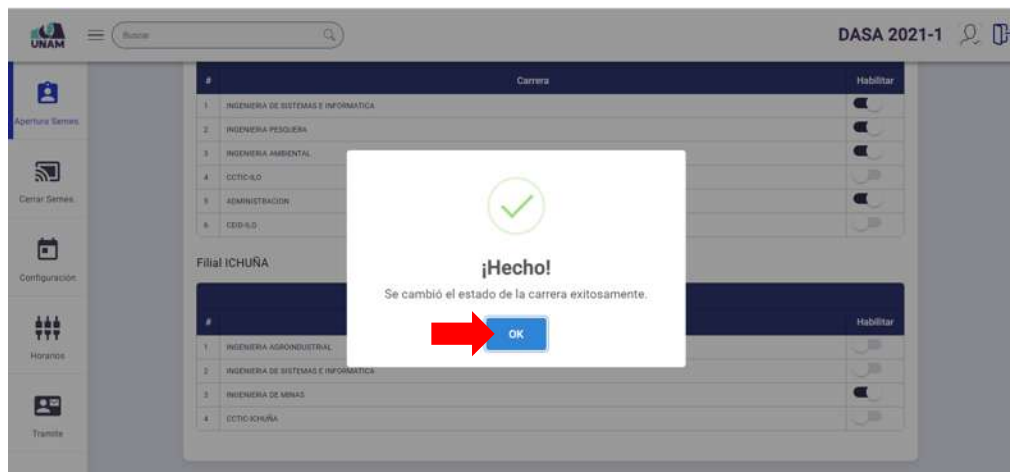 UNAM
Buscar
DASA 2021-1
Apertura Semes.
Cerrar Semes.
Configuración
Horarios
Tramite
# Carrera Habilitar
1 INGENIERIA DE SISTEMAS E INFORMATICA
2 INGENIERIA PESQUERA
3 INGENIERIA AMBIENTAL
4 CCTIC-ILO
5 ADMINISTRACION
6 CEID-ILO
Filial ICHUÑA
# Habilitar
1 INGENIERIA AGROINDUSTRIAL
2 INGENIERIA DE SISTEMAS E INFORMATICA
3 INGENIERIA DE MINAS
4 CCTIC-ICHUÑA
¡Hecho!
Se cambió el estado de la carrera exitosamente.
OK